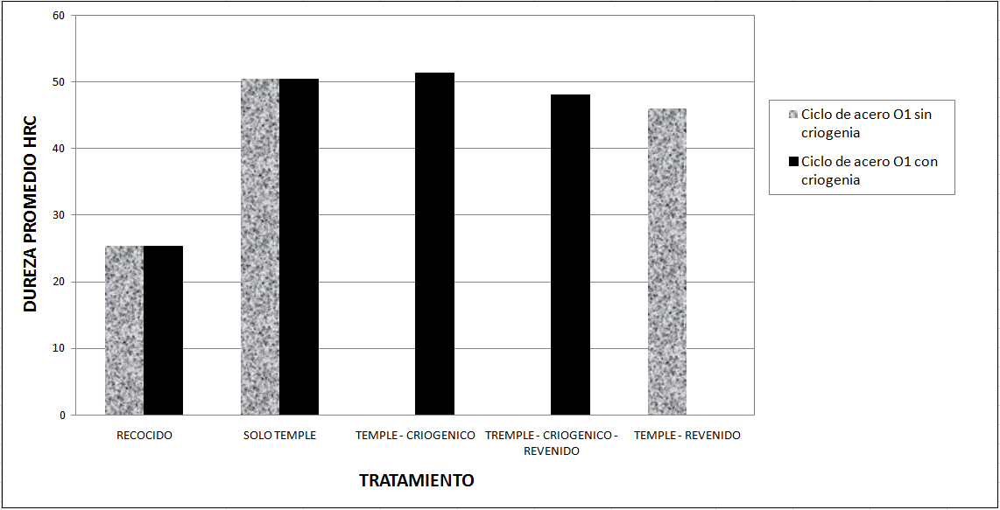 DUREZA PROMEDIO HRC
60
50
40
30
20
10
0
RECOCIDO
SOLO TEMPLE
TEMPLE - CRIOGENICO
TREMPLE - CRIOGENICO -
REVENIDO
TEMPLE - REVENIDO
TRATAMIENTO
Ciclo de acero O1 sin
criogenia
Ciclo de acero O1 con
criogenia